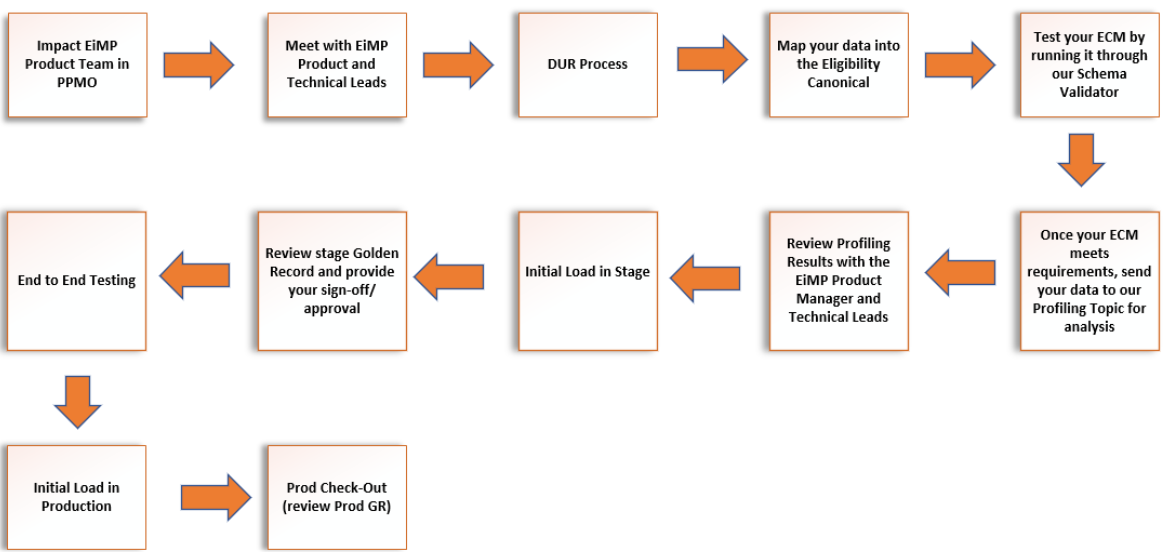 Impact EiMP
Product Team in
PPMO
Meet with EiMP
Product and
Technical Leads
DUR Process
Map your data into
the Eligibility
Canonical
Test your ECM by
running it through
our Schema
Validator
Once your ECM
meets
requirements, send
your data to our
Profiling Topic for
analysis
Review Profiling
Results with the
EiMP Product
Manager and
Technical Leads
Initial Load in Stage
Review stage Golden
Record and provide
your sign-off/
approval
End to End Testing
Initial Load in
Production
Prod Check-Out
(review Prod GR)